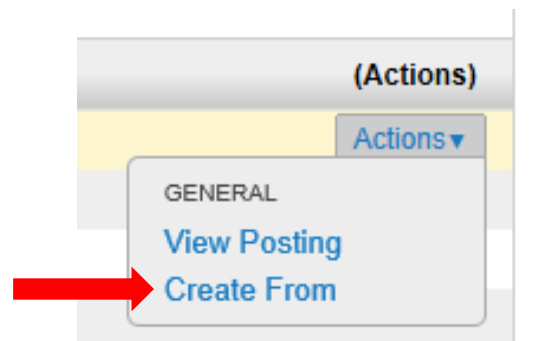 (Actions)
Actions▾
GENERAL
View Posting
Create From